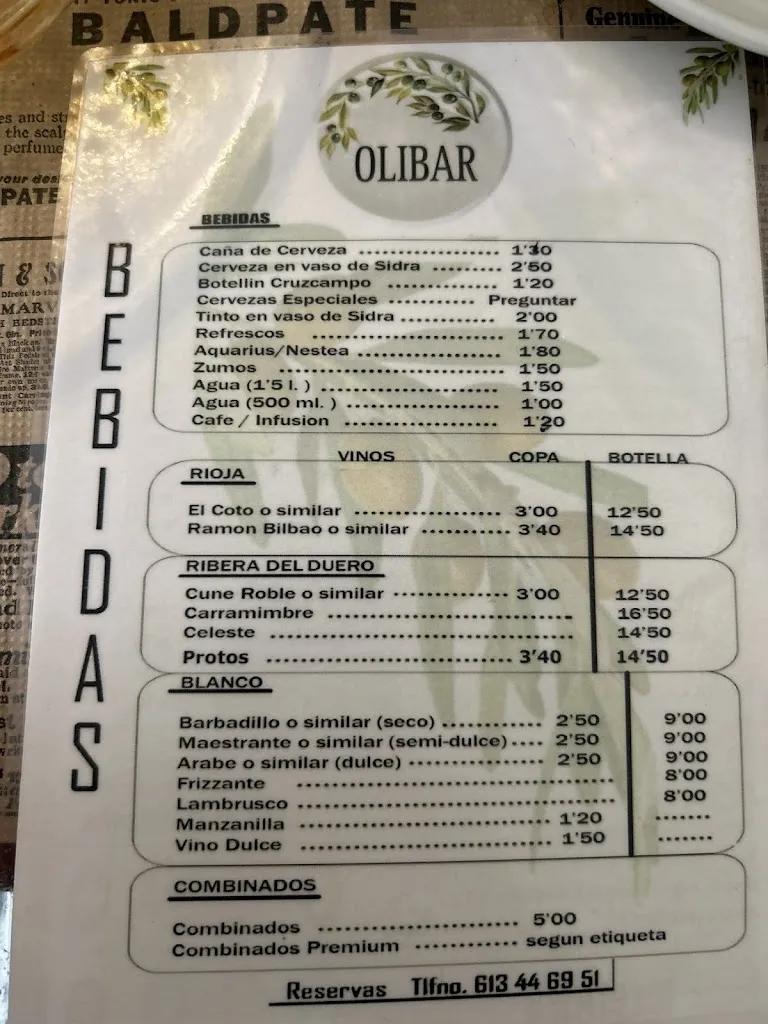 BALDPATE
Genuine
OLIBAR
BEBIDAS
BEBIDAS
Caña de Cerveza .................... 1'30
Cerveza en vaso de Sidra ......... 2'50
Botellin Cruzcampo ................ 1'20
Cervezas Especiales ........... Preguntar
Tinto en vaso de Sidra ............. 2'00
Refrescos ........................... 1'70
Aquarius/Nestea ................... 1'80
Zumos .............................. 1'50
Agua (1'5 l. ) ........................ 1'50
Agua (500 ml. ) ..................... 1'00
Cafe / Infusion ..................... 1'20
VINOS COPA BOTELLA
RIOJA
El Coto o similar .................... 3'00 12'50
Ramon Bilbao o similar ........... 3'40 14'50
RIBERA DEL DUERO
Cune Roble o similar .............. 3'00 12'50
Carramimbre ............................. 16'50
Celeste ..................................... 14'50
Protos ................................ 3'40 14'50
BLANCO
Barbadillo o similar (seco) ............ 2'50 9'00
Maestrante o similar (semi-dulce) .... 2'50 9'00
Arabe o similar (dulce) ................ 2'50 9'00
Frizzante ..................................... 8'00
Lambrusco .................................. 8'00
Manzanilla ............................... 1'20 .......
Vino Dulce .............................. 1'50 .......
COMBINADOS
Combinados ........................ 5'00
Combinados Premium ............ segun etiqueta
Reservas Tlfno. 613 44 69 51